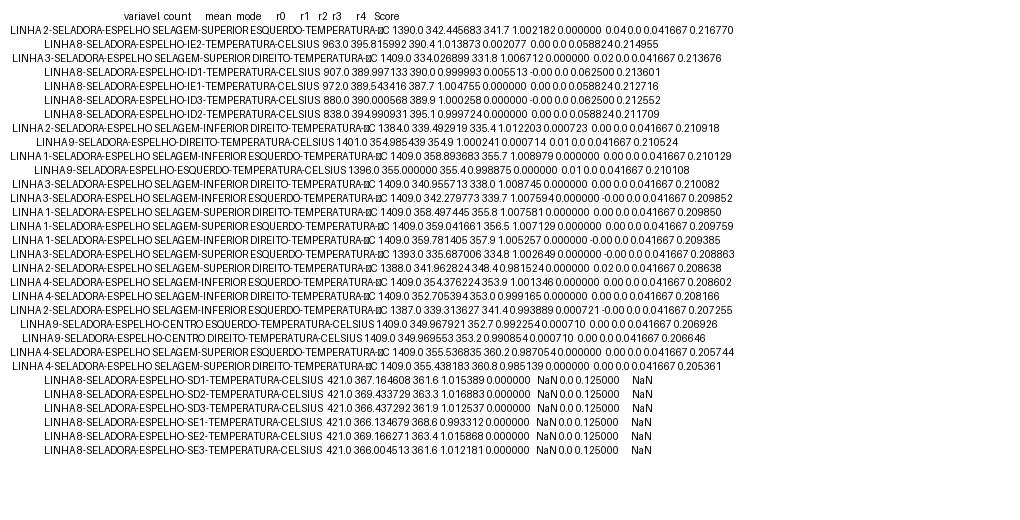 variavel count mean mode r0 r1 r2 r3 r4 Score
LINHA 2-SELADORA-ESPELHO SELAGEM-SUPERIOR ESQUERDO-TEMPERATURA-�C 1390.0 342.445683 341.7 1.002182 0.000000 0.04 0.0 0.041667 0.216770
LINHA 8-SELADORA-ESPELHO-IE2-TEMPERATURA-CELSIUS 963.0 395.815992 390.4 1.013873 0.002077 0.00 0.0 0.058824 0.214955
LINHA 3-SELADORA-ESPELHO SELAGEM-SUPERIOR DIREITO-TEMPERATURA-�C 1409.0 334.026899 331.8 1.006712 0.000000 0.02 0.0 0.041667 0.213676
LINHA 8-SELADORA-ESPELHO-ID1-TEMPERATURA-CELSIUS 907.0 389.997133 390.0 0.999993 0.005513 -0.00 0.0 0.062500 0.213601
LINHA 8-SELADORA-ESPELHO-IE1-TEMPERATURA-CELSIUS 972.0 389.543416 387.7 1.004755 0.000000 0.00 0.0 0.058824 0.212716
LINHA 8-SELADORA-ESPELHO-ID3-TEMPERATURA-CELSIUS 880.0 390.000568 389.9 1.000258 0.000000 -0.00 0.0 0.062500 0.212552
LINHA 8-SELADORA-ESPELHO-ID2-TEMPERATURA-CELSIUS 838.0 394.990931 395.1 0.999724 0.000000 0.00 0.0 0.058824 0.211709
LINHA 2-SELADORA-ESPELHO SELAGEM-INFERIOR DIREITO-TEMPERATURA-�C 1384.0 339.492919 335.4 1.012203 0.000723 0.00 0.0 0.041667 0.210918
LINHA 9-SELADORA-ESPELHO-DIREITO-TEMPERATURA-CELSIUS 1401.0 354.985439 354.9 1.000241 0.000714 0.01 0.0 0.041667 0.210524
LINHA 1-SELADORA-ESPELHO SELAGEM-INFERIOR ESQUERDO-TEMPERATURA-�C 1409.0 358.893683 355.7 1.008979 0.000000 0.00 0.0 0.041667 0.210129
LINHA 9-SELADORA-ESPELHO-ESQUERDO-TEMPERATURA-CELSIUS 1396.0 355.000000 355.4 0.998875 0.000000 0.01 0.0 0.041667 0.210108
LINHA 3-SELADORA-ESPELHO SELAGEM-INFERIOR DIREITO-TEMPERATURA-�C 1409.0 340.955713 338.0 1.008745 0.000000 0.00 0.0 0.041667 0.210082
LINHA 3-SELADORA-ESPELHO SELAGEM-INFERIOR ESQUERDO-TEMPERATURA-�C 1409.0 342.279773 339.7 1.007594 0.000000 -0.00 0.0 0.041667 0.209852
LINHA 1-SELADORA-ESPELHO SELAGEM-SUPERIOR DIREITO-TEMPERATURA-�C 1409.0 358.497445 355.8 1.007581 0.000000 0.00 0.0 0.041667 0.209850
LINHA 1-SELADORA-ESPELHO SELAGEM-SUPERIOR ESQUERDO-TEMPERATURA-�C 1409.0 359.041661 356.5 1.007129 0.000000 0.00 0.0 0.041667 0.209759
LINHA 1-SELADORA-ESPELHO SELAGEM-INFERIOR DIREITO-TEMPERATURA-�C 1409.0 359.781405 357.9 1.005257 0.000000 -0.00 0.0 0.041667 0.209385
LINHA 3-SELADORA-ESPELHO SELAGEM-SUPERIOR ESQUERDO-TEMPERATURA-�C 1393.0 335.687006 334.8 1.002649 0.000000 -0.00 0.0 0.041667 0.208863
LINHA 2-SELADORA-ESPELHO SELAGEM-SUPERIOR DIREITO-TEMPERATURA-�C 1388.0 341.962824 348.4 0.981524 0.000000 0.02 0.0 0.041667 0.208638
LINHA 4-SELADORA-ESPELHO SELAGEM-INFERIOR ESQUERDO-TEMPERATURA-�C 1409.0 354.376224 353.9 1.001346 0.000000 0.00 0.0 0.041667 0.208602
LINHA 4-SELADORA-ESPELHO SELAGEM-INFERIOR DIREITO-TEMPERATURA-�C 1409.0 352.705394 353.0 0.999165 0.000000 0.00 0.0 0.041667 0.208166
LINHA 2-SELADORA-ESPELHO SELAGEM-INFERIOR ESQUERDO-TEMPERATURA-�C 1387.0 339.313627 341.4 0.993889 0.000721 -0.00 0.0 0.041667 0.207255
LINHA 9-SELADORA-ESPELHO-CENTRO ESQUERDO-TEMPERATURA-CELSIUS 1409.0 349.967921 352.7 0.992254 0.000710 0.00 0.0 0.041667 0.206926
LINHA 9-SELADORA-ESPELHO-CENTRO DIREITO-TEMPERATURA-CELSIUS 1409.0 349.969553 353.2 0.990854 0.000710 0.00 0.0 0.041667 0.206646
LINHA 4-SELADORA-ESPELHO SELAGEM-SUPERIOR ESQUERDO-TEMPERATURA-�C 1409.0 355.536835 360.2 0.987054 0.000000 0.00 0.0 0.041667 0.205744
LINHA 4-SELADORA-ESPELHO SELAGEM-SUPERIOR DIREITO-TEMPERATURA-�C 1409.0 355.438183 360.8 0.985139 0.000000 0.00 0.0 0.041667 0.205361
LINHA 8-SELADORA-ESPELHO-SD1-TEMPERATURA-CELSIUS 421.0 367.164608 361.6 1.015389 0.000000 NaN 0.0 0.125000 NaN
LINHA 8-SELADORA-ESPELHO-SD2-TEMPERATURA-CELSIUS 421.0 369.433729 363.3 1.016883 0.000000 NaN 0.0 0.125000 NaN
LINHA 8-SELADORA-ESPELHO-SD3-TEMPERATURA-CELSIUS 421.0 366.437292 361.9 1.012537 0.000000 NaN 0.0 0.125000 NaN
LINHA 8-SELADORA-ESPELHO-SE1-TEMPERATURA-CELSIUS 421.0 366.134679 368.6 0.993312 0.000000 NaN 0.0 0.125000 NaN
LINHA 8-SELADORA-ESPELHO-SE2-TEMPERATURA-CELSIUS 421.0 369.166271 363.4 1.015868 0.000000 NaN 0.0 0.125000 NaN
LINHA 8-SELADORA-ESPELHO-SE3-TEMPERATURA-CELSIUS 421.0 366.004513 361.6 1.012181 0.000000 NaN 0.0 0.125000 NaN